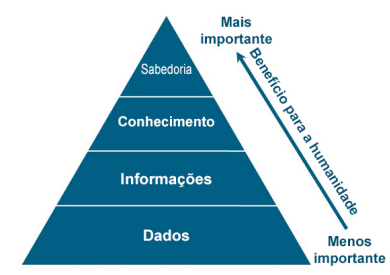 Mais
importante
Sabedoria
Benefício para a humanidade
Conhecimento
Informações
Dados
Menos
importante